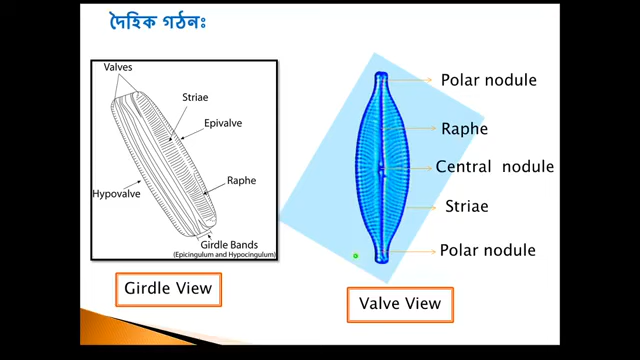 দৈহিক গঠনঃ
Valves
Striae
Epivalve
Raphe
Hypovalve
Girdle Bands
(Epicingulum and Hypocingulum)
Girdle View
Polar nodule
Raphe
Central nodule
Striae
Polar nodule
Valve View